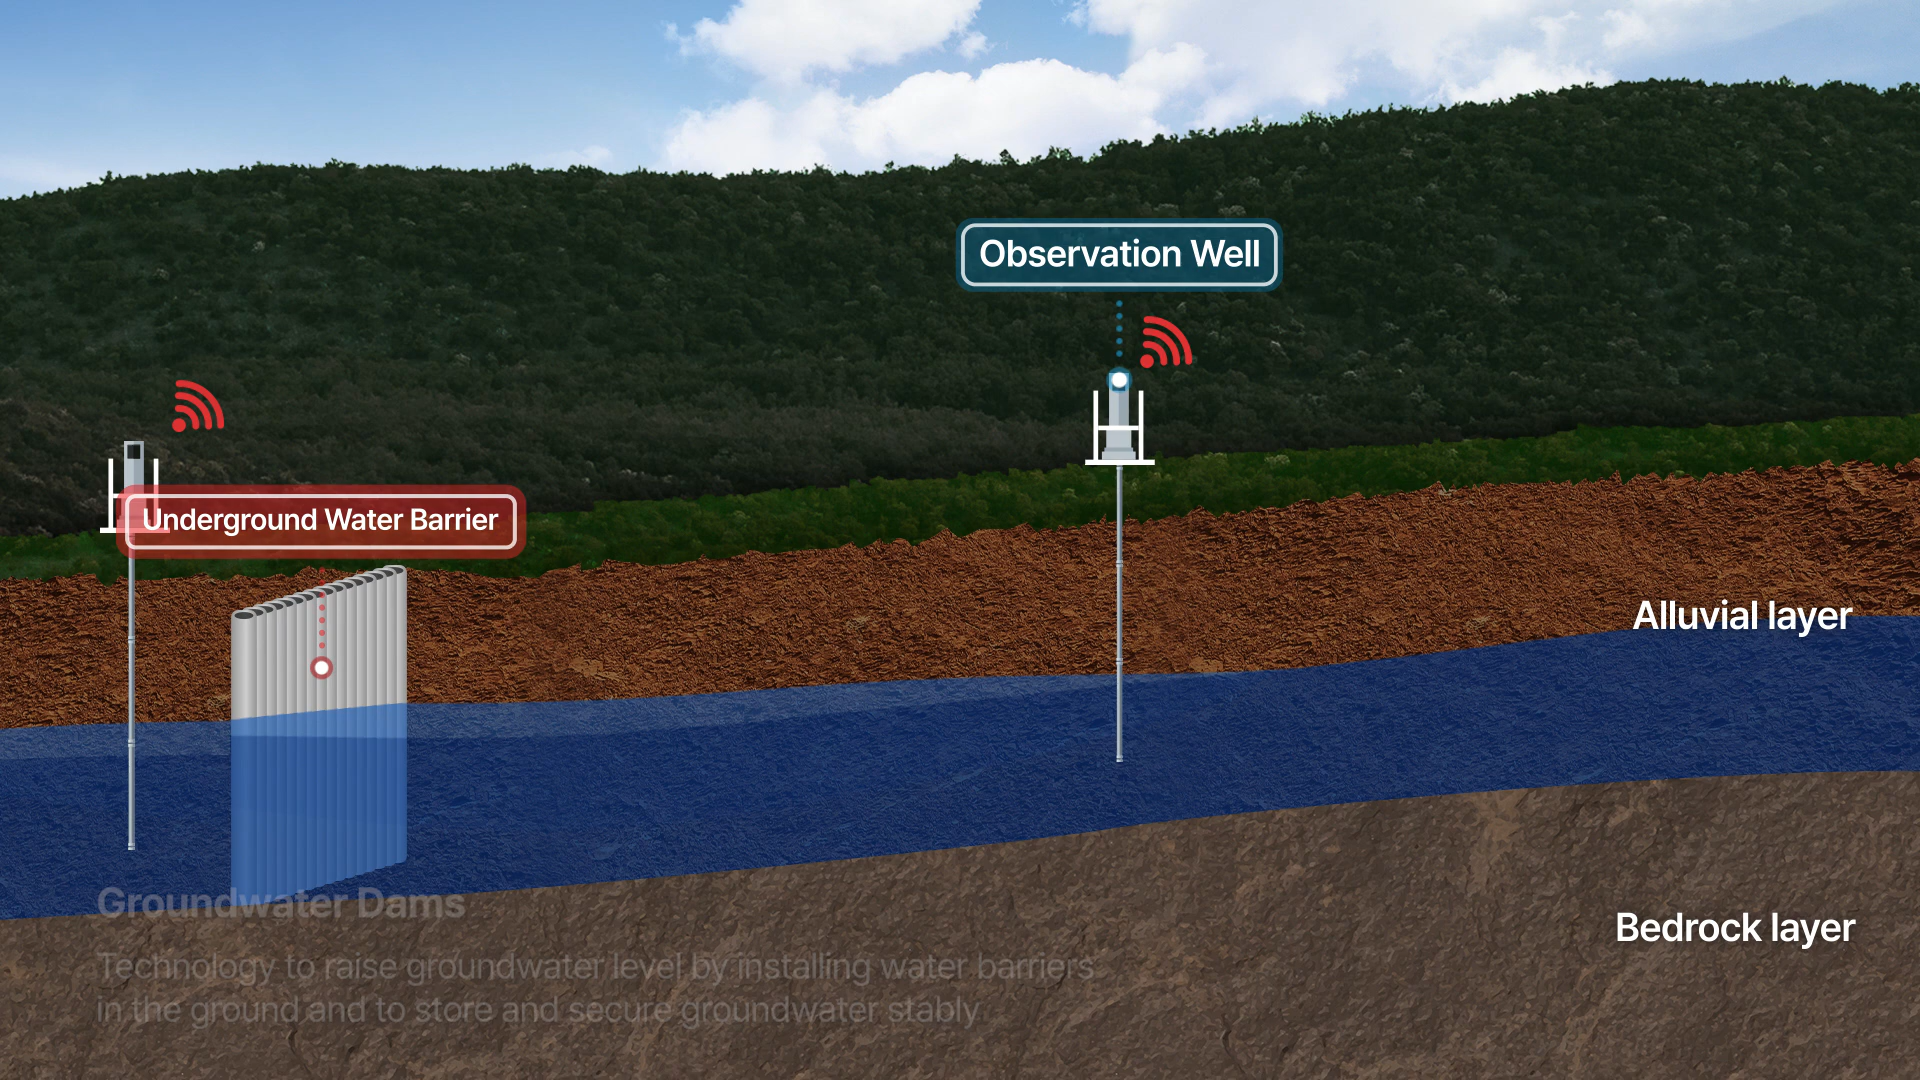 Observation Well
Underground Water Barrier
Alluvial layer
Bedrock layer
Groundwater Dams
Technology to raise groundwater level by installing water barriers
in the ground and to store and secure groundwater stably